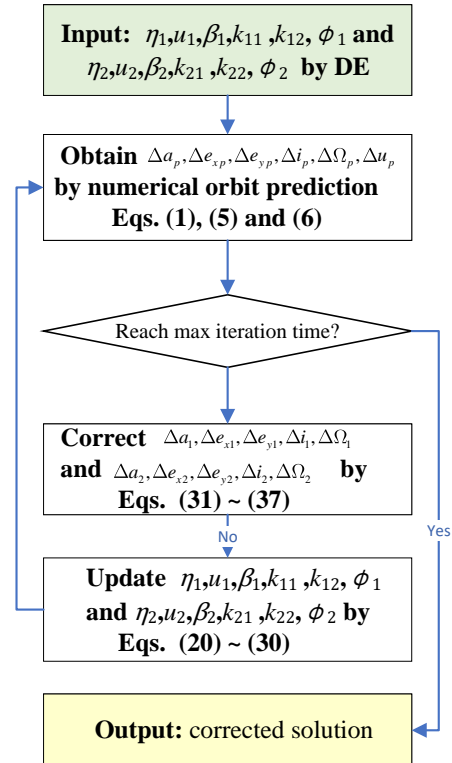 Input: η₁,u₁,β₁,k₁₁ ,k₁₂, ϕ₁ and
η₂,u₂,β₂,k₂₁ ,k₂₂, ϕ₂ by DE
Obtain Δaₚ,Δeₓₚ,Δe_yp,Δiₚ,ΔΩₚ,Δuₚ
by numerical orbit prediction
Eqs. (1), (5) and (6)
Reach max iteration time?
Correct Δa₁,Δeₓ₁,Δe_y1,Δi₁,ΔΩ₁
and Δa₂,Δeₓ₂,Δe_y2,Δi₂,ΔΩ₂ by
Eqs. (31) ~ (37)
No
Yes
Update η₁,u₁,β₁,k₁₁ ,k₁₂, ϕ₁
and η₂,u₂,β₂,k₂₁ ,k₂₂, ϕ₂ by
Eqs. (20) ~ (30)
Output: corrected solution